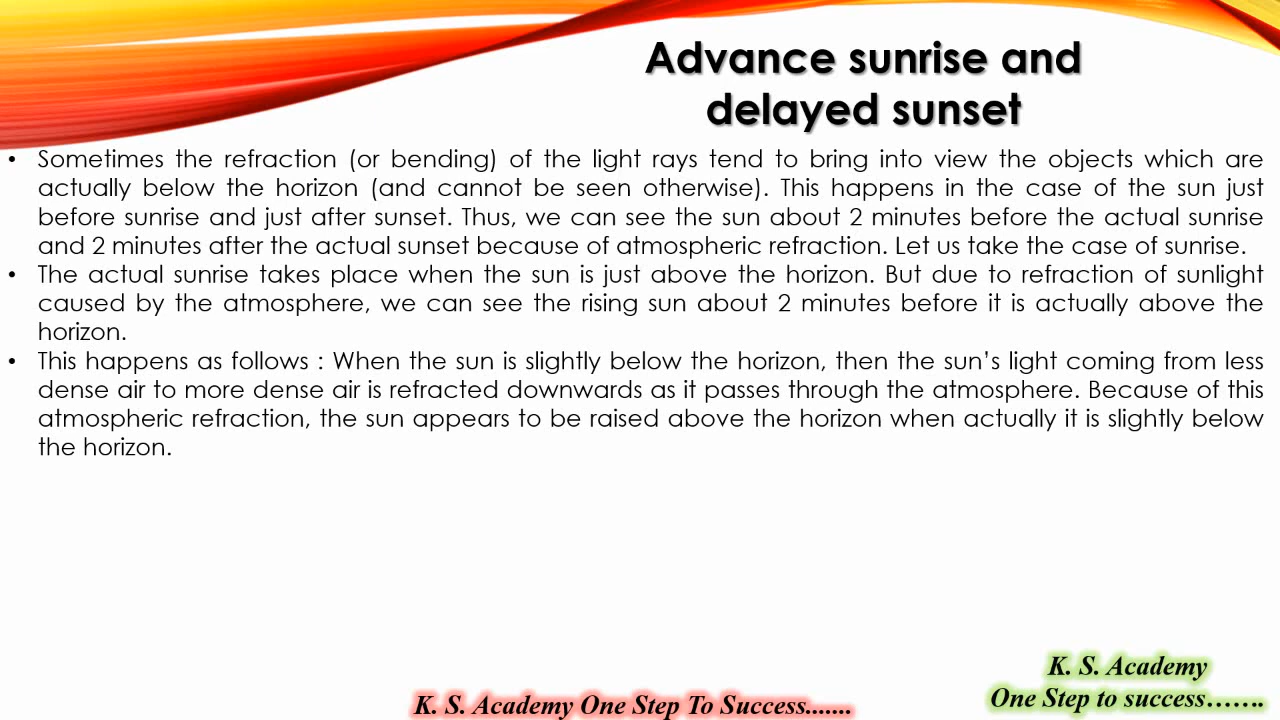 Advance sunrise and
delayed sunset
• Sometimes the refraction (or bending) of the light rays tend to bring into view the objects which are
actually below the horizon (and cannot be seen otherwise). This happens in the case of the sun just
before sunrise and just after sunset. Thus, we can see the sun about 2 minutes before the actual sunrise
and 2 minutes after the actual sunset because of atmospheric refraction. Let us take the case of sunrise.
• The actual sunrise takes place when the sun is just above the horizon. But due to refraction of sunlight
caused by the atmosphere, we can see the rising sun about 2 minutes before it is actually above the
horizon.
• This happens as follows : When the sun is slightly below the horizon, then the sun’s light coming from less
dense air to more dense air is refracted downwards as it passes through the atmosphere. Because of this
atmospheric refraction, the sun appears to be raised above the horizon when actually it is slightly below
the horizon.
K. S. Academy
One Step to success…….
K. S. Academy One Step To Success.......